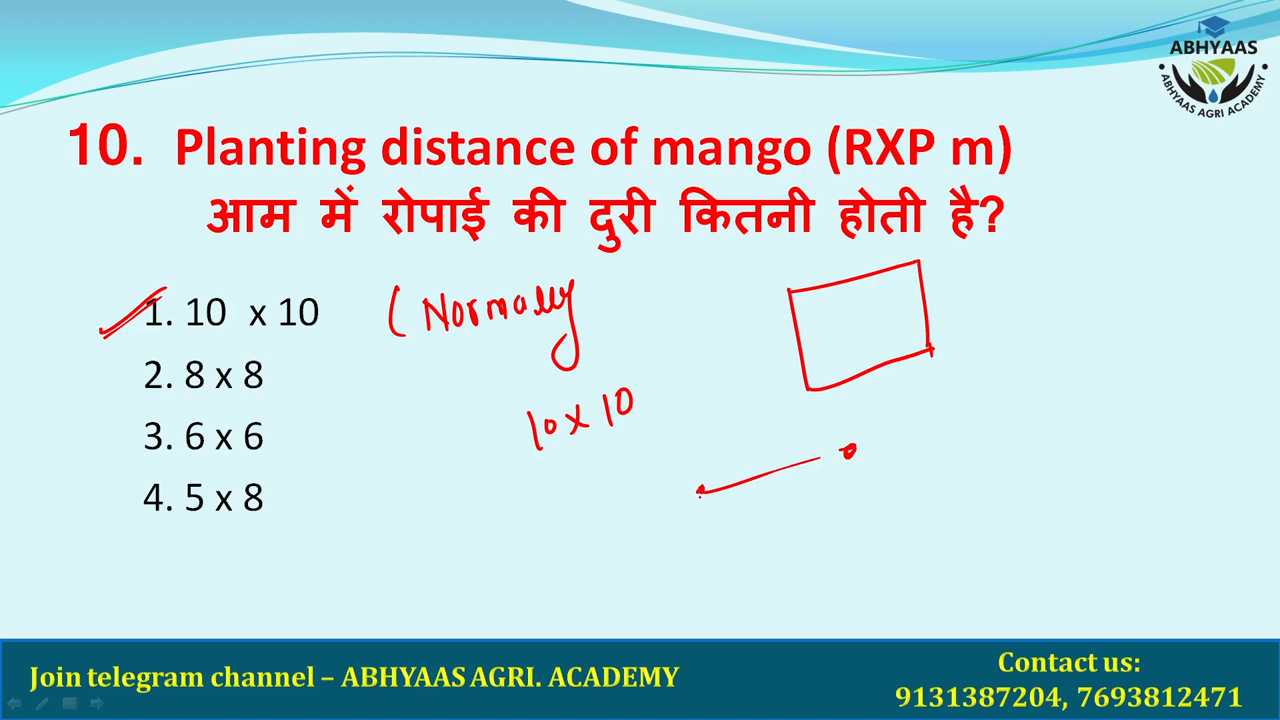 ABHYAAS
ABHYAAS AGRI ACADEMY
10. Planting distance of mango (RXP m)
आम में रोपाई की दुरी कितनी होती है?
1. 10 x 10
( Normally
2. 8 x 8
10 x 10
3. 6 x 6
4. 5 x 8
Join telegram channel – ABHYAAS AGRI. ACADEMY
Contact us:
9131387204, 7693812471